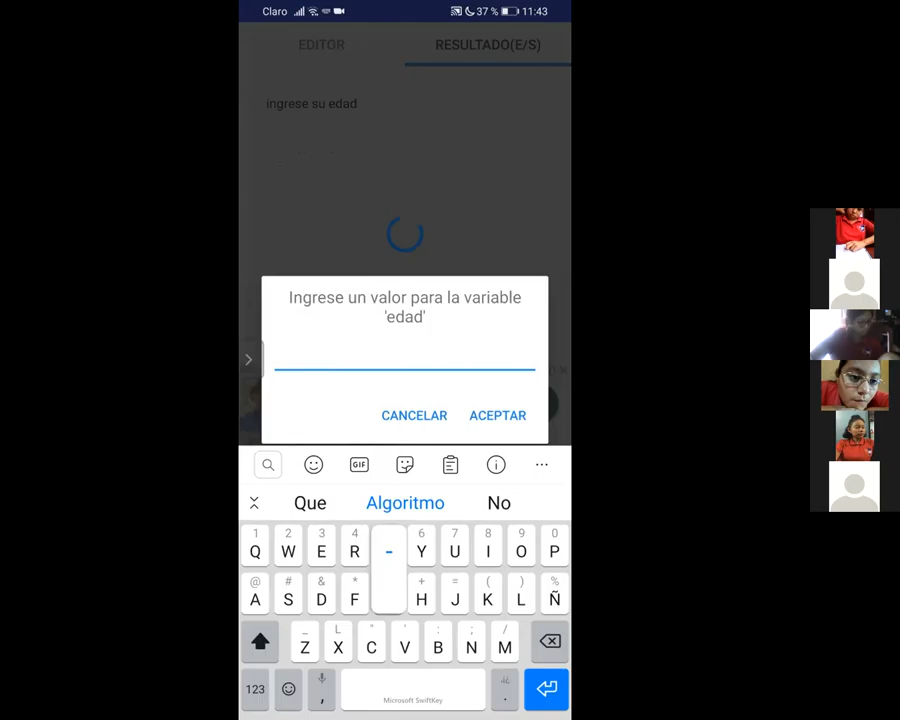 Claro 37 % 11:43
EDITOR RESULTADO(E/S)
ingrese su edad
Ingrese un valor para la variable
'edad'
CANCELAR ACEPTAR
GIF
Que Algoritmo No
1 2 3 4 6 7 8 9 0
Q W E R - Y U I O P
@ # & * + = ( ) %
A S D F H J K L Ñ
_ L " ' : ; /
Z X C V B N M
123 , Microsoft SwiftKey .